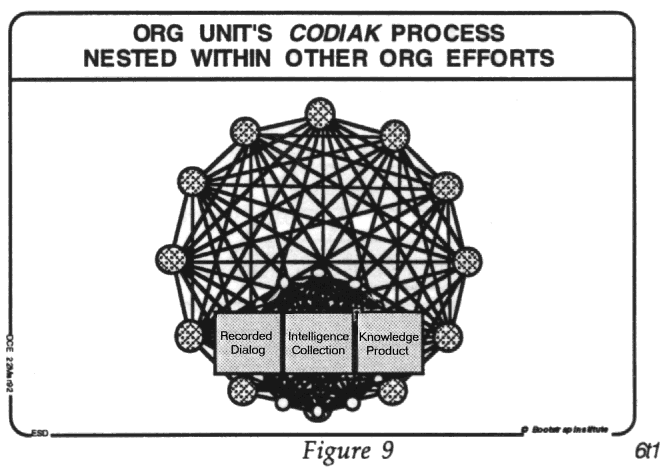 ORG UNIT'S CODIAK PROCESS
NESTED WITHIN OTHER ORG EFFORTS
Recorded
Dialog
Intelligence
Collection
Knowledge
Product
DCE 22Mar92
ESD
© Bootstrap Institute
Figure 9
6t1